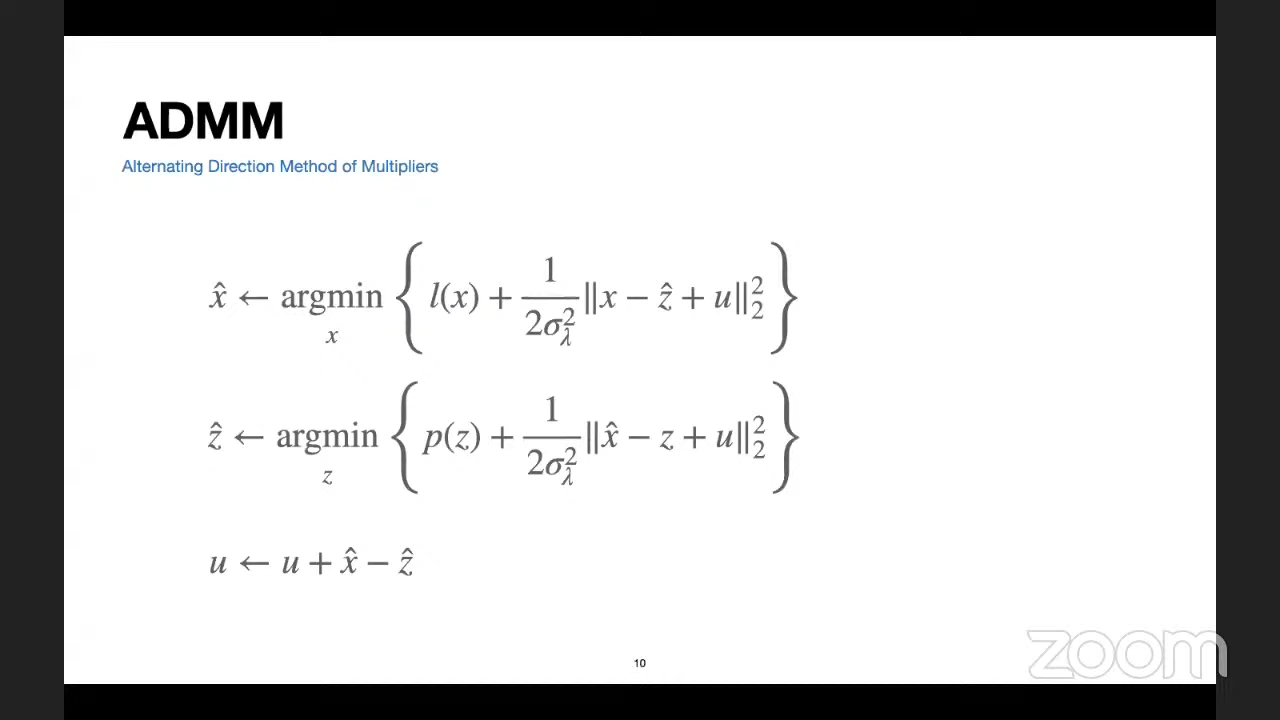 ADMM
Alternating Direction Method of Multipliers
x̂ ← argmin_x { l(x) + 1/(2σ_λ²) ‖x − ẑ + u‖₂² }
ẑ ← argmin_z { p(z) + 1/(2σ_λ²) ‖x̂ − z + u‖₂² }
u ← u + x̂ − ẑ
10
zoom